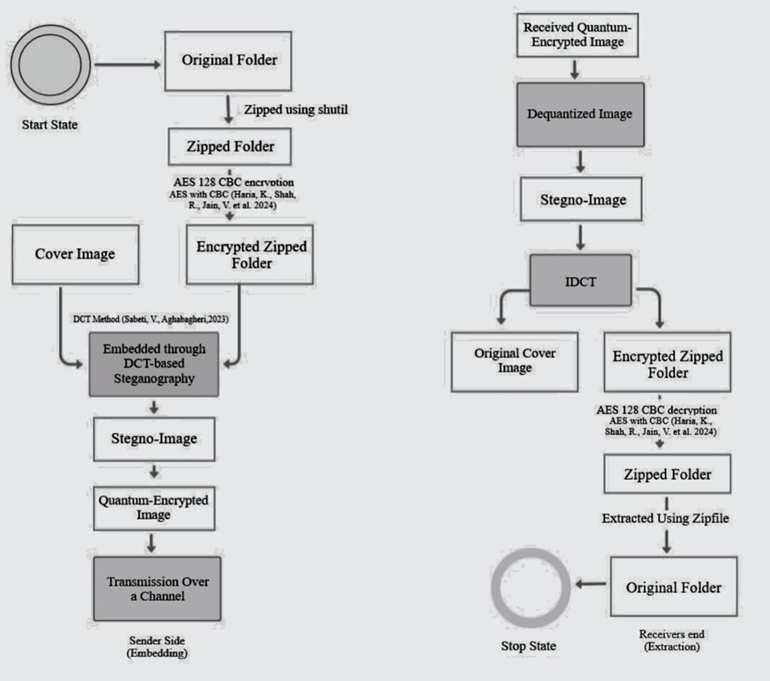 Start State
Original Folder
Zipped using shutil
Zipped Folder
AES 128 CBC encryption
AES with CBC (Haria, K., Shah,
R., Jain, V. et al. 2024)
Cover Image
Encrypted Zipped
Folder
DCT Method (Sabeti, V., Aghabagheri,2023)
Embedded through
DCT-based
Steganography
Stegno-Image
Quantum-Encrypted
Image
Transmission Over
a Channel
Sender Side
(Embedding)
Received Quantum-
Encrypted Image
Dequantized Image
Stegno-Image
IDCT
Original Cover
Image
Encrypted Zipped
Folder
AES 128 CBC decryption
AES with CBC (Haria, K.,
Shah, R., Jain, V. et al. 2024)
Zipped Folder
Extracted Using Zipfile
Original Folder
Stop State
Receivers end
(Extraction)